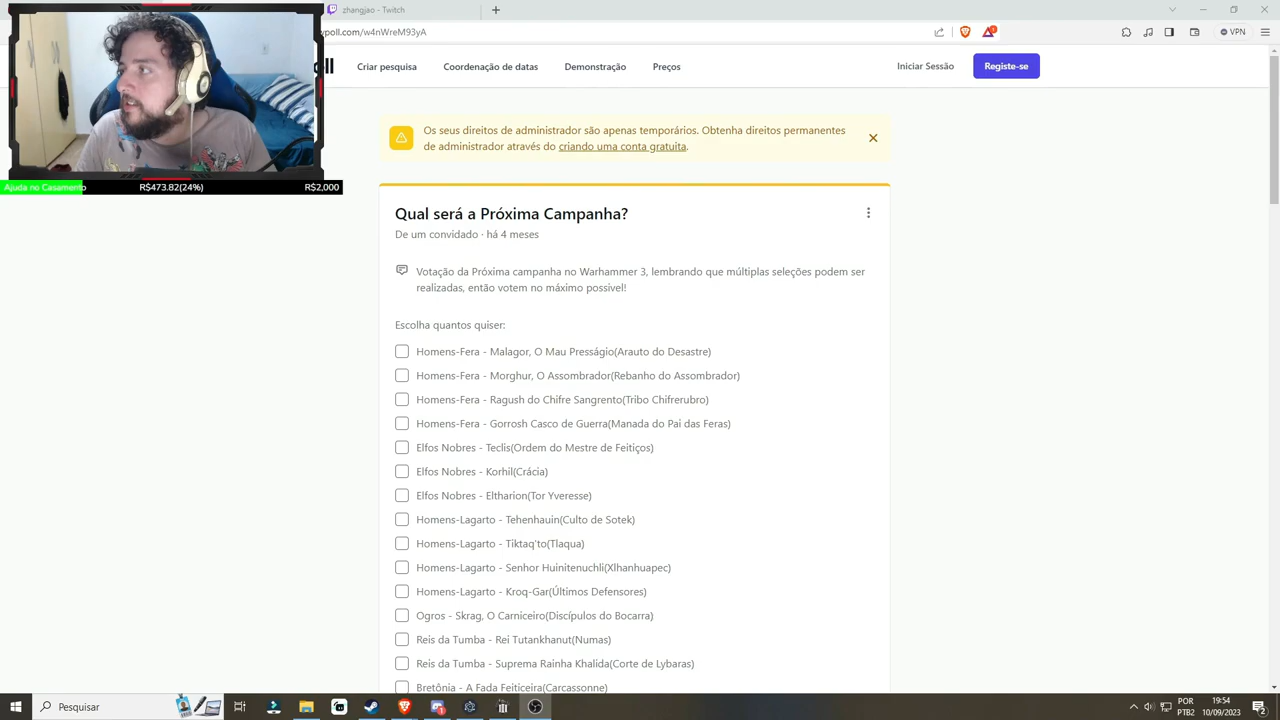 zhangjao - Twitch
ypoll.com/w4nWreM93yA
VPN
Criar pesquisa
Coordenação de datas
Demonstração
Preços
Iniciar Sessão
Registe-se
Os seus direitos de administrador são apenas temporários. Obtenha direitos permanentes
de administrador através do criando uma conta gratuita.
Ajuda no Casamento R$473.82(24%) R$2,000
Qual será a Próxima Campanha?
De um convidado · há 4 meses
Votação da Próxima campanha no Warhammer 3, lembrando que múltiplas seleções podem ser
realizadas, então votem no máximo possivel!
Escolha quantos quiser:
Homens-Fera - Malagor, O Mau Presságio(Arauto do Desastre)
Homens-Fera - Morghur, O Assombrador(Rebanho do Assombrador)
Homens-Fera - Ragush do Chifre Sangrento(Tribo Chifrerubro)
Homens-Fera - Gorrosh Casco de Guerra(Manada do Pai das Feras)
Elfos Nobres - Teclis(Ordem do Mestre de Feitiços)
Elfos Nobres - Korhil(Crácia)
Elfos Nobres - Eltharion(Tor Yveresse)
Homens-Lagarto - Tehenhauin(Culto de Sotek)
Homens-Lagarto - Tiktaq'to(Tlaqua)
Homens-Lagarto - Senhor Huinitenuchli(Xlhanhuapec)
Homens-Lagarto - Kroq-Gar(Últimos Defensores)
Ogros - Skrag, O Carniceiro(Discípulos do Bocarra)
Reis da Tumba - Rei Tutankhanut(Numas)
Reis da Tumba - Suprema Rainha Khalida(Corte de Lybaras)
Bretônia - A Fada Feiticeira(Carcassonne)
Pesquisar
POR
PTB2
19:54
10/09/2023
2